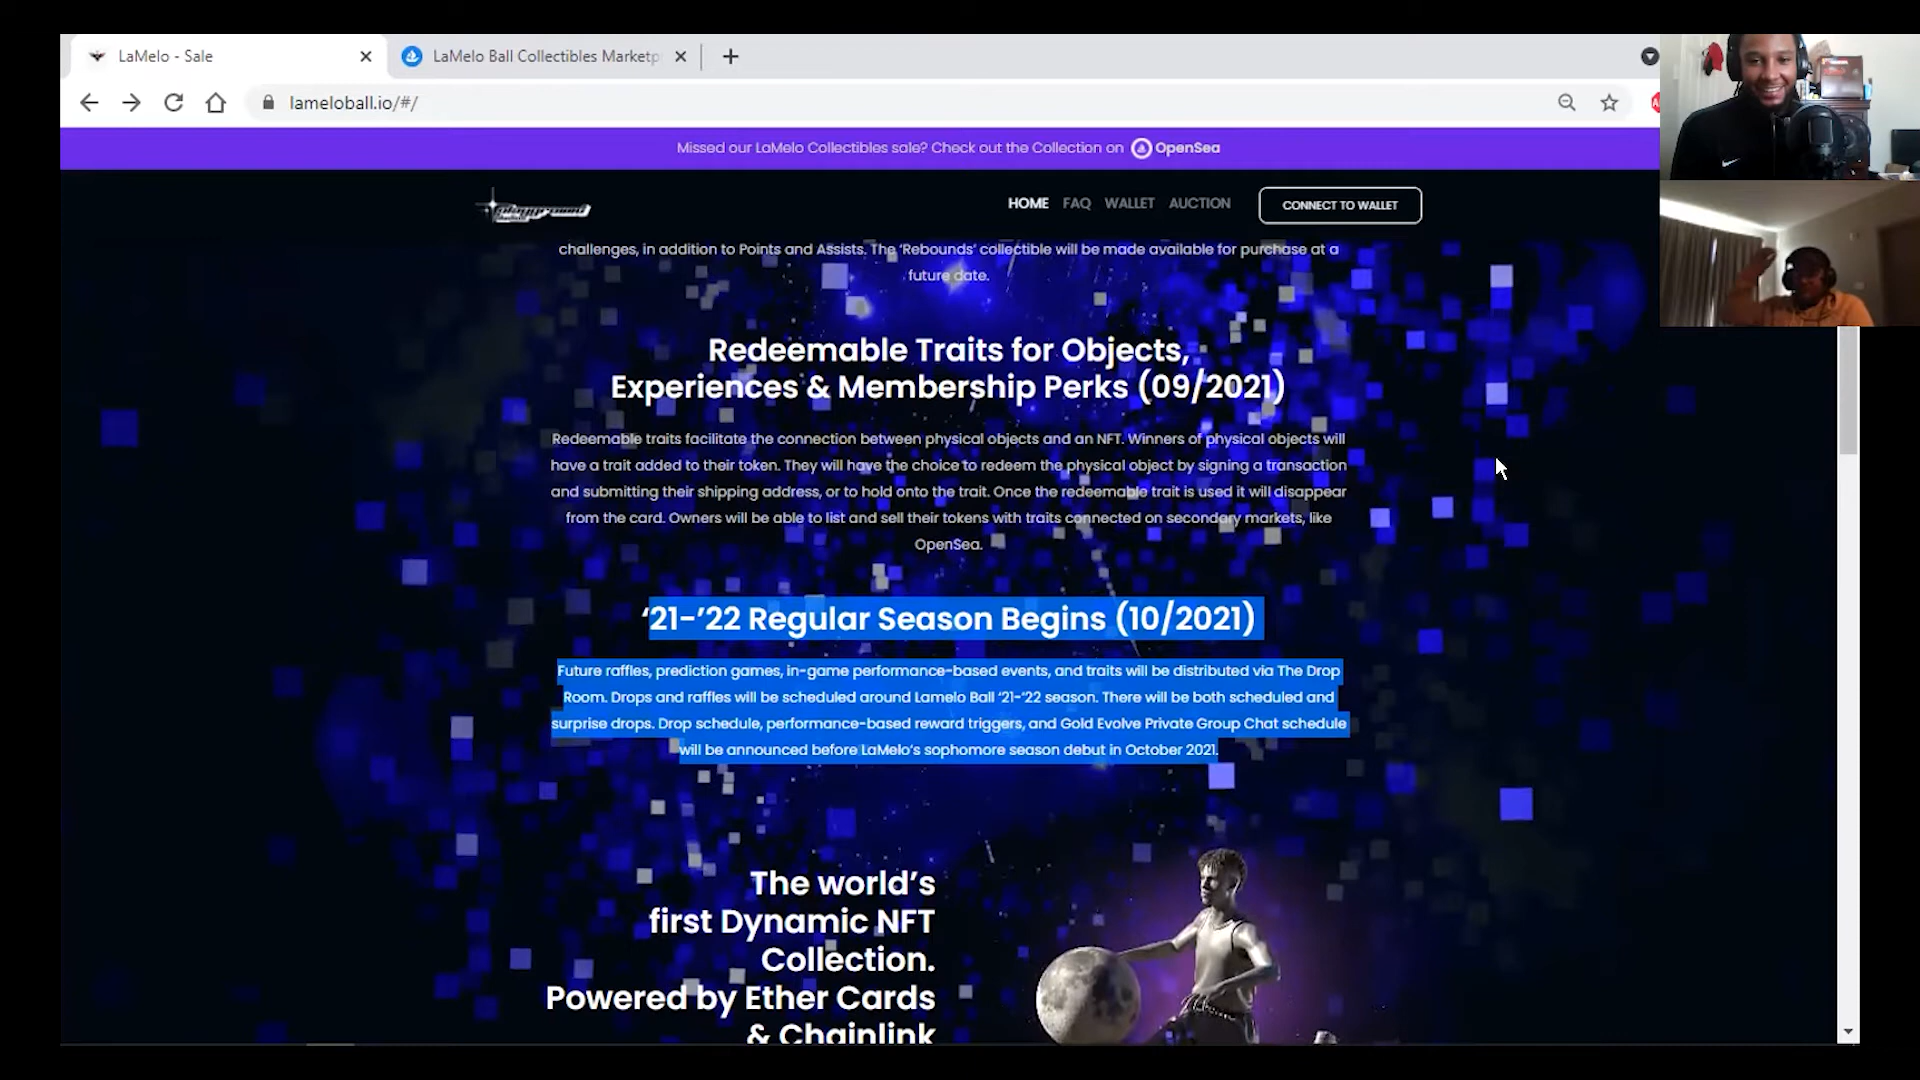 LaMelo - Sale
LaMelo Ball Collectibles Marketp
lameloball.io/#/
Missed our LaMelo Collectibles sale? Check out the Collection on OpenSea
playground
HOME FAQ WALLET AUCTION CONNECT TO WALLET
challenges, in addition to Points and Assists. The ‘Rebounds’ collectible will be made available for purchase at a
future date.
Redeemable Traits for Objects,
Experiences & Membership Perks (09/2021)
Redeemable traits facilitate the connection between physical objects and an NFT. Winners of physical objects will
have a trait added to their token. They will have the choice to redeem the physical object by signing a transaction
and submitting their shipping address, or to hold onto the trait. Once the redeemable trait is used it will disappear
from the card. Owners will be able to list and sell their tokens with traits connected on secondary markets, like
OpenSea.
‘21-’22 Regular Season Begins (10/2021)
Future raffles, prediction games, in-game performance-based events, and traits will be distributed via The Drop
Room. Drops and raffles will be scheduled around Lamelo Ball ‘21-’22 season. There will be both scheduled and
surprise drops. Drop schedule, performance-based reward triggers, and Gold Evolve Private Group Chat schedule
will be announced before LaMelo’s sophomore season debut in October 2021.
The world’s
first Dynamic NFT
Collection.
Powered by Ether Cards
& Chainlink